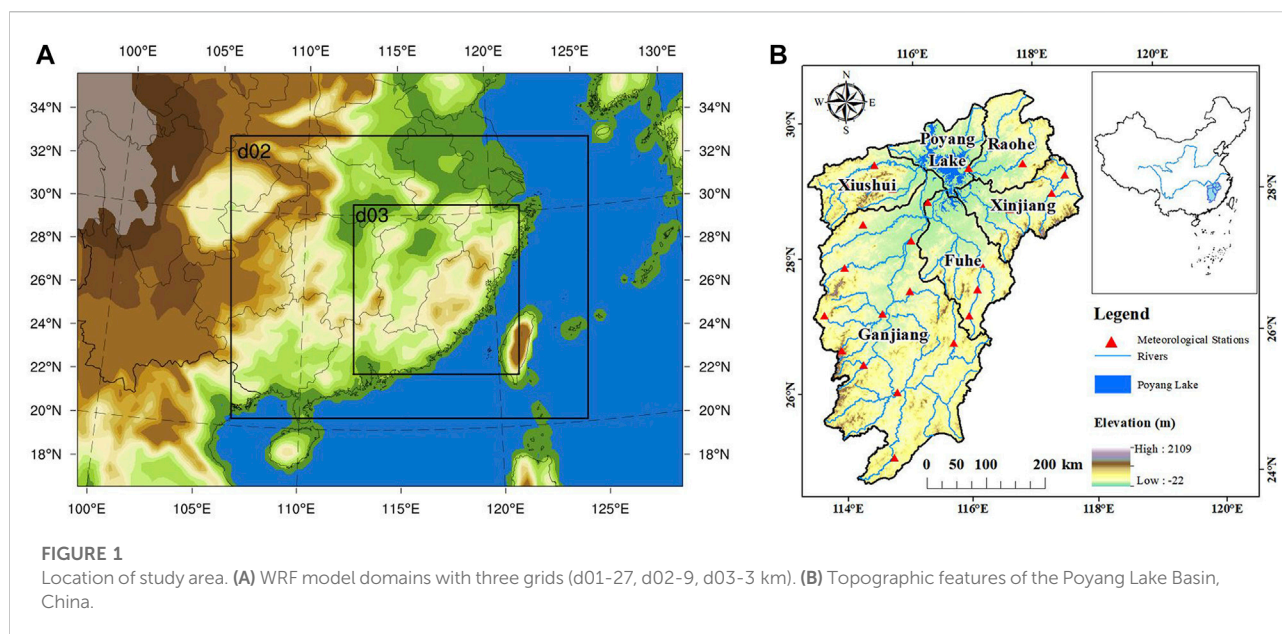 A
100°E 105°E 110°E 115°E 120°E 125°E 130°E
34°N 34°N
32°N 32°N
30°N 30°N
28°N 28°N
26°N 26°N
24°N 24°N
22°N 22°N
20°N 20°N
18°N 18°N
d02
d03
100°E 105°E 110°E 115°E 120°E 125°E
B
116°E 118°E 120°E
N
W E
S
30°N
28°N
26°N
28°N
26°N
24°N
Poyang
Lake
Raohe
Xiushui
Xinjiang
Fuhe
Ganjiang
Legend
Meteorological Stations
Rivers
Poyang Lake
Elevation (m)
High : 2109
Low : -22
0 50 100 200 km
114°E 116°E 118°E 120°E
FIGURE 1
Location of study area. (A) WRF model domains with three grids (d01-27, d02-9, d03-3 km). (B) Topographic features of the Poyang Lake Basin,
China.